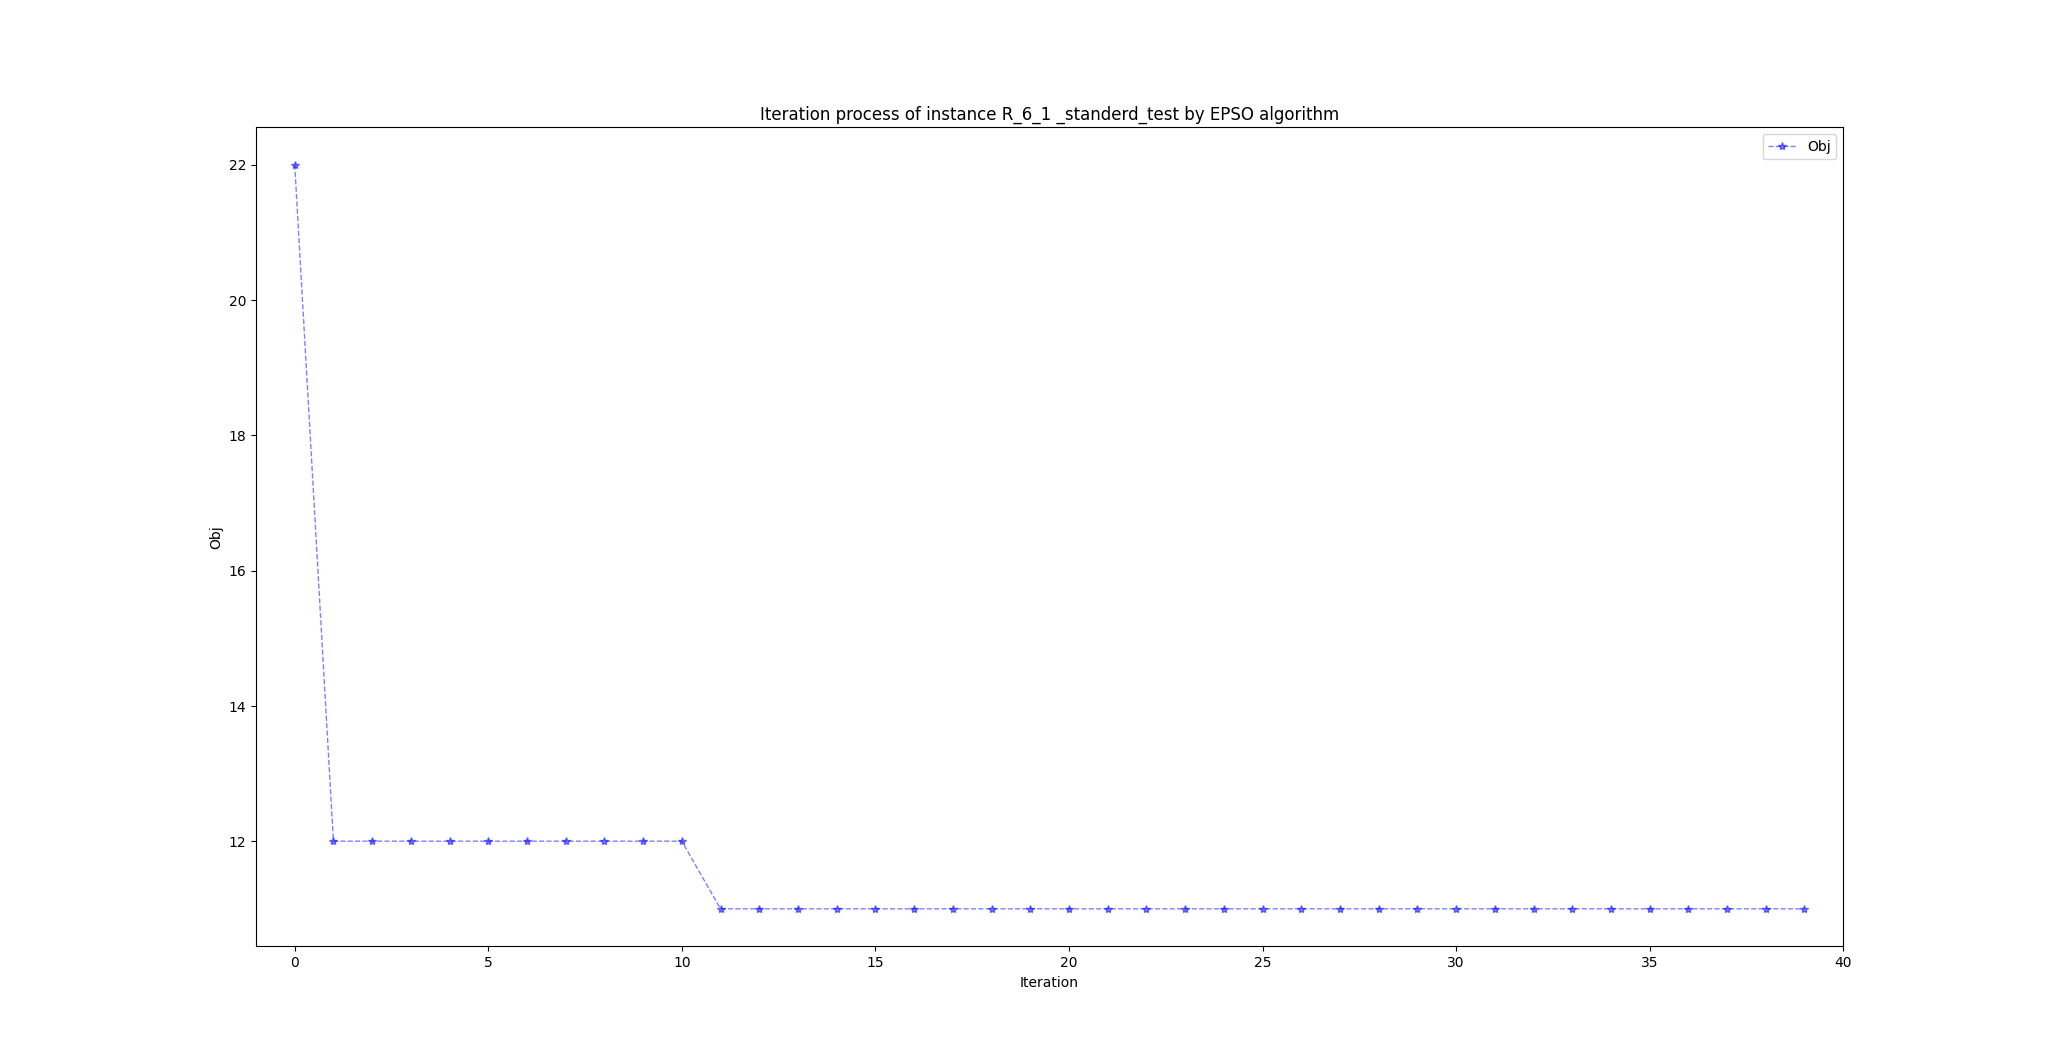 Iteration process of instance R_6_1 _standerd_test by EPSO algorithm
Obj
22
20
18
16
14
12
Obj
0 5 10 15 20 25 30 35 40
Iteration